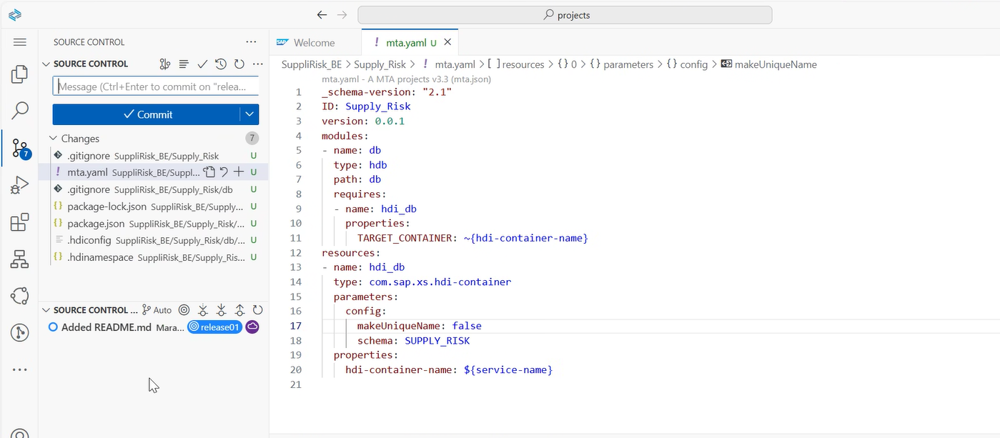 projects
SOURCE CONTROL
SOURCE CONTROL
Message (Ctrl+Enter to commit on "relea...
Commit
Changes 7
.gitignore SuppliRisk_BE/Supply_Risk U
! mta.yaml SuppliRisk_BE/Suppl... U
.gitignore SuppliRisk_BE/Supply_Risk/db U
{} package-lock.json SuppliRisk_BE/Supply... U
{} package.json SuppliRisk_BE/Supply_Risk/... U
.hdiconfig SuppliRisk_BE/Supply_Risk/db/... U
{} .hdinamespace SuppliRisk_BE/Supply_Ris... U
7
SOURCE CONTROL ... Auto
Added README.md Mara... release01
SAP Welcome
! mta.yaml U
SuppliRisk_BE > Supply_Risk > ! mta.yaml > [ ] resources > {} 0 > {} parameters > {} config > makeUniqueName
mta.yaml - A MTA projects v3.3 (mta.json)
1 _schema-version: "2.1"
2 ID: Supply_Risk
3 version: 0.0.1
4 modules:
5 - name: db
6 type: hdb
7 path: db
8 requires:
9 - name: hdi_db
10 properties:
11 TARGET_CONTAINER: ~{hdi-container-name}
12 resources:
13 - name: hdi_db
14 type: com.sap.xs.hdi-container
15 parameters:
16 config:
17 makeUniqueName: false
18 schema: SUPPLY_RISK
19 properties:
20 hdi-container-name: ${service-name}
21